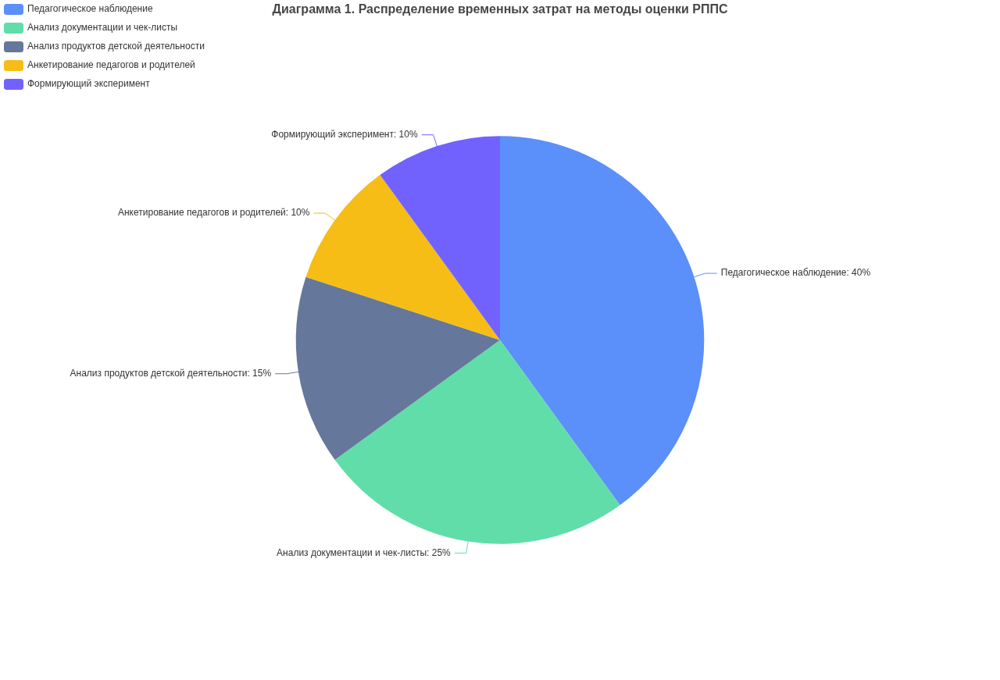 Диаграмма 1. Распределение временных затрат на методы оценки РППС
Педагогическое наблюдение
Анализ документации и чек-листы
Анализ продуктов детской деятельности
Анкетирование педагогов и родителей
Формирующий эксперимент
Формирующий эксперимент: 10%
Анкетирование педагогов и родителей: 10%
Педагогическое наблюдение: 40%
Анализ продуктов детской деятельности: 15%
Анализ документации и чек-листы: 25%